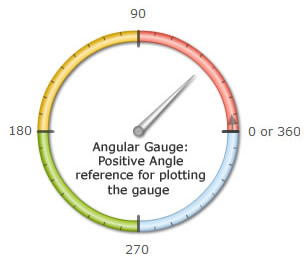 90
180
0 or 360
Angular Gauge:
Positive Angle
reference for plotting
the gauge
270